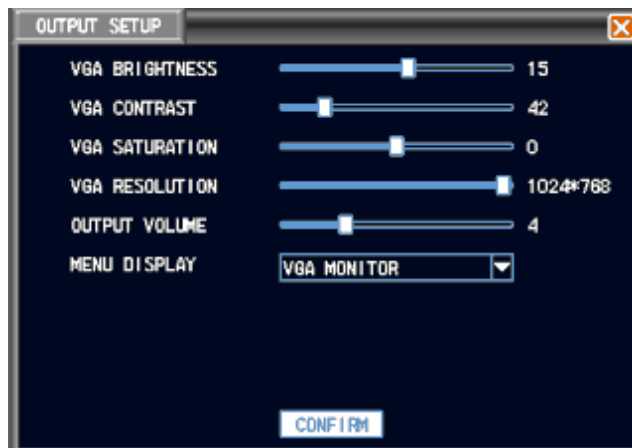 OUTPUT SETUP
VGA BRIGHTNESS 15
VGA CONTRAST 42
VGA SATURATION 0
VGA RESOLUTION 1024*768
OUTPUT VOLUME 4
MENU DISPLAY VGA MONITOR
CONFIRM